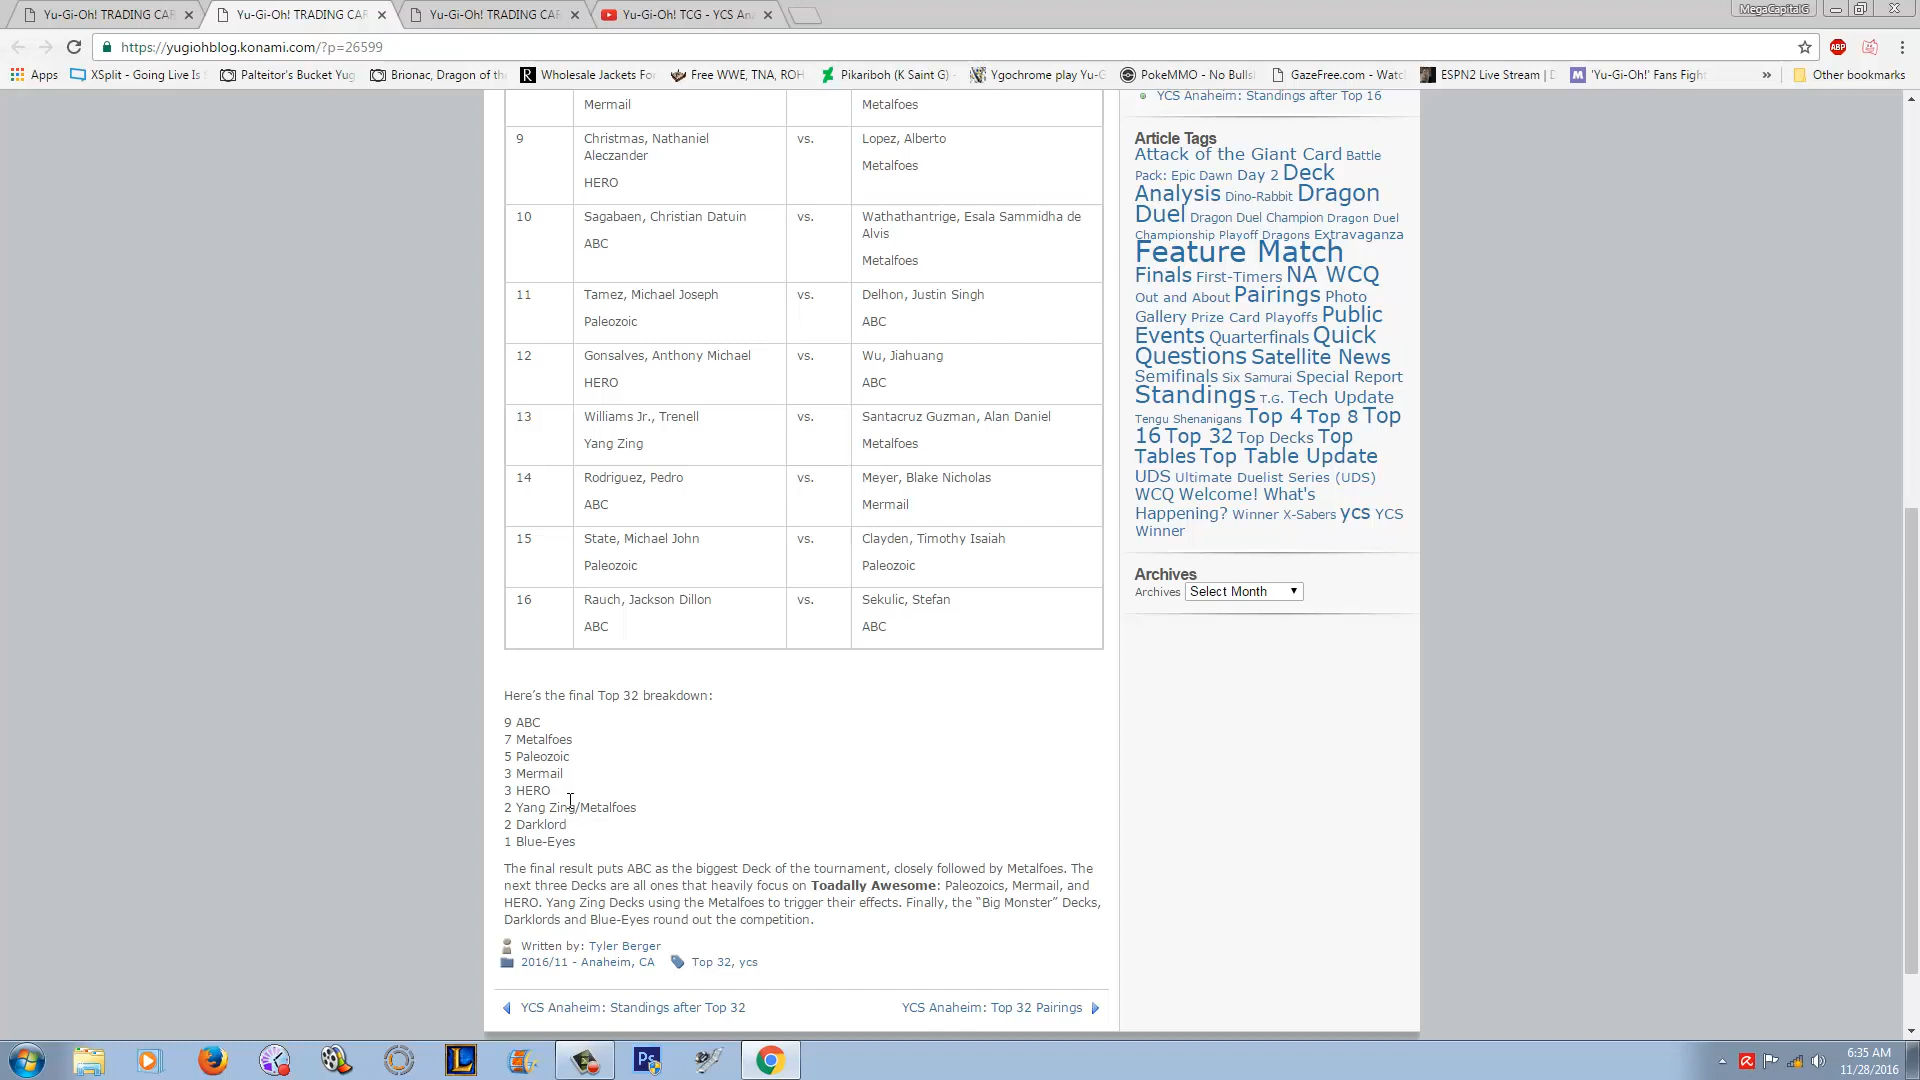 Yu-Gi-Oh! TRADING CAR
Yu-Gi-Oh! TRADING CAR
Yu-Gi-Oh! TRADING CAR
Yu-Gi-Oh! TCG - YCS An
MegaCapitalG
https://yugiohblog.konami.com/?p=26599
ABP
Apps
XSplit - Going Live Is
Palteitor's Bucket Yug
Brionac, Dragon of the
Wholesale Jackets For
Free WWE, TNA, ROH
Pikariboh (K Saint G)
Ygochrome play Yu-G
PokeMMO - No Bulls
GazeFree.com - Watc
ESPN2 Live Stream | D
'Yu-Gi-Oh!' Fans Figh
» Other bookmarks
Mermail Metalfoes
9 Christmas, Nathaniel vs. Lopez, Alberto
Aleczander
Metalfoes
HERO
10 Sagabaen, Christian Datuin vs. Wathathantrige, Esala Sammidha de
Alvis
ABC
Metalfoes
11 Tamez, Michael Joseph vs. Delhon, Justin Singh
Paleozoic ABC
12 Gonsalves, Anthony Michael vs. Wu, Jiahuang
HERO ABC
13 Williams Jr., Trenell vs. Santacruz Guzman, Alan Daniel
Yang Zing Metalfoes
14 Rodriguez, Pedro vs. Meyer, Blake Nicholas
ABC Mermail
15 State, Michael John vs. Clayden, Timothy Isaiah
Paleozoic Paleozoic
16 Rauch, Jackson Dillon vs. Sekulic, Stefan
ABC ABC
Here's the final Top 32 breakdown:
9 ABC
7 Metalfoes
5 Paleozoic
3 Mermail
3 HERO
2 Yang Zing/Metalfoes
2 Darklord
1 Blue-Eyes
The final result puts ABC as the biggest Deck of the tournament, closely followed by Metalfoes. The
next three Decks are all ones that heavily focus on Toadally Awesome: Paleozoics, Mermail, and
HERO. Yang Zing Decks using the Metalfoes to trigger their effects. Finally, the “Big Monster” Decks,
Darklords and Blue-Eyes round out the competition.
Written by: Tyler Berger
2016/11 - Anaheim, CA Top 32, ycs
YCS Anaheim: Standings after Top 32 YCS Anaheim: Top 32 Pairings
YCS Anaheim: Standings after Top 16
Article Tags
Attack of the Giant Card Battle
Pack: Epic Dawn Day 2 Deck
Analysis Dino-Rabbit Dragon
Duel Dragon Duel Champion Dragon Duel
Championship Playoff Dragons Extravaganza
Feature Match
Finals First-Timers NA WCQ
Out and About Pairings Photo
Gallery Prize Card Playoffs Public
Events Quarterfinals Quick
Questions Satellite News
Semifinals Six Samurai Special Report
Standings T.G. Tech Update
Tengu Shenanigans Top 4 Top 8 Top
16 Top 32 Top Decks Top
Tables Top Table Update
UDS Ultimate Duelist Series (UDS)
WCQ Welcome! What's
Happening? Winner X-Sabers ycs YCS
Winner
Archives
Archives Select Month
Ps
6:35 AM
11/28/2016